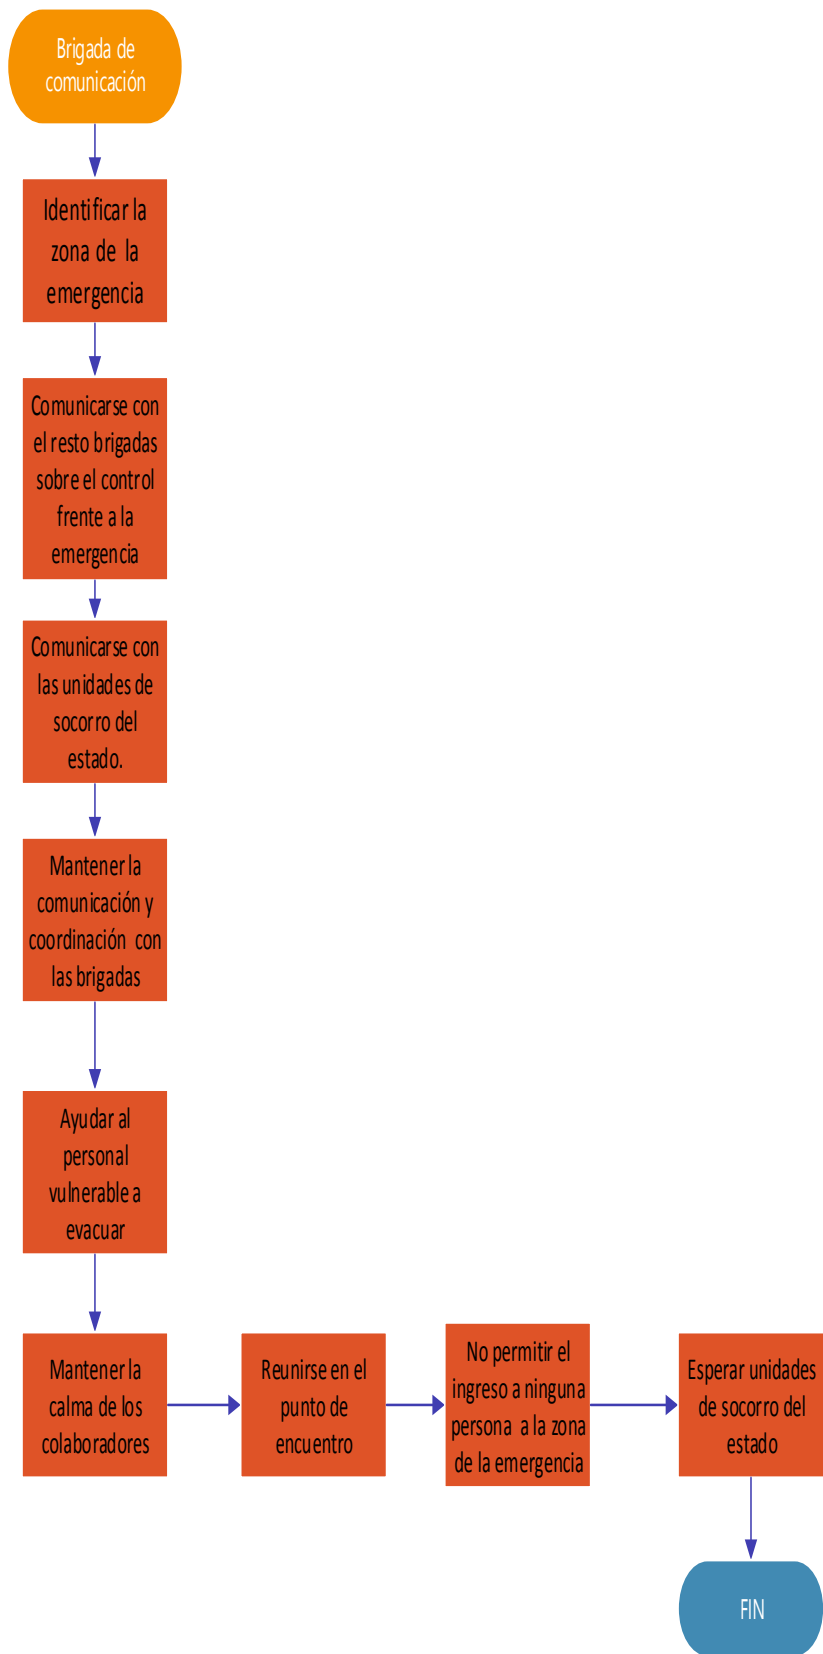 Brigada de
comunicación
Identificar la
zona de la
emergencia
Comunicarse con
el resto brigadas
sobre el control
frente a la
emergencia
Comunicarse con
las unidades de
socorro del
estado.
Mantener la
comunicación y
coordinación con
las brigadas
Ayudar al
personal
vulnerable a
evacuar
Mantener la
calma de los
colaboradores
Reunirse en el
punto de
encuentro
No permitir el
ingreso a ninguna
persona a la zona
de la emergencia
Esperar unidades
de socorro del
estado
FIN